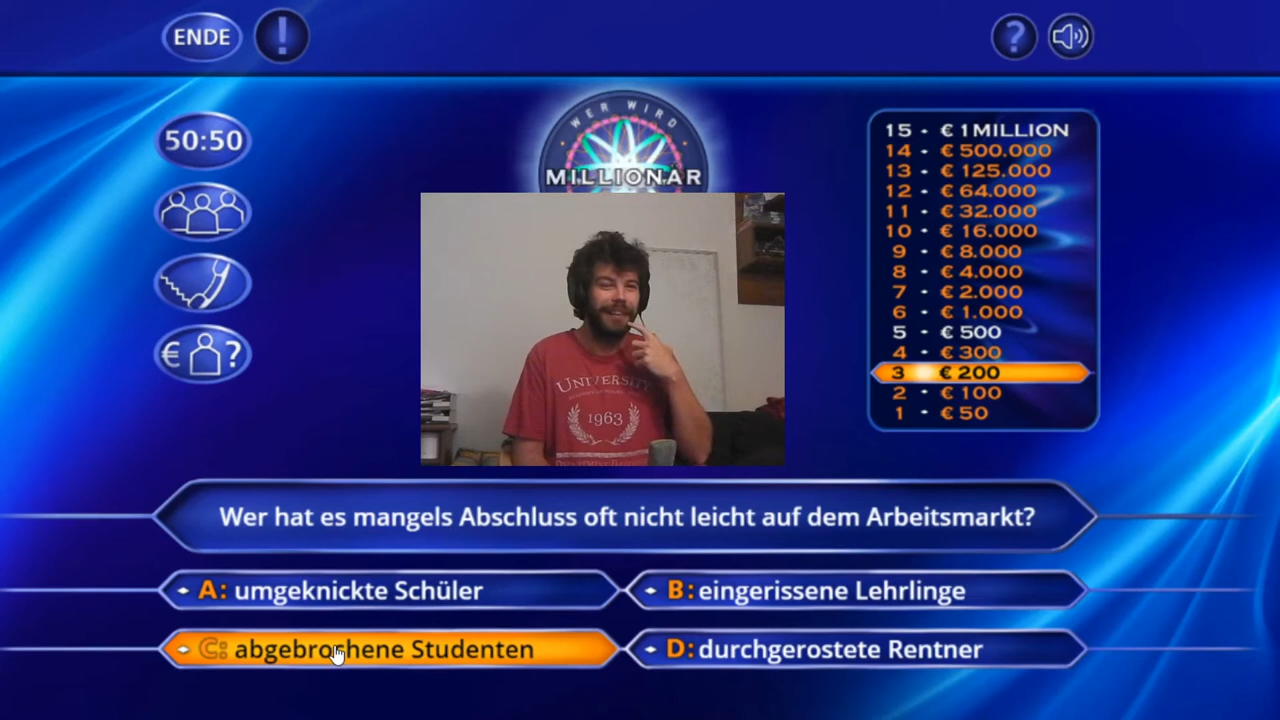 ENDE
!
?
50:50
€ ?
WER WIRD
MILLIONÄR
15 • € 1 MILLION
14 • € 500.000
13 • € 125.000
12 • € 64.000
11 • € 32.000
10 • € 16.000
9 • € 8.000
8 • € 4.000
7 • € 2.000
6 • € 1.000
5 • € 500
4 • € 300
3 • € 200
2 • € 100
1 • € 50
UNIVERSITY
1963
Wer hat es mangels Abschluss oft nicht leicht auf dem Arbeitsmarkt?
A: umgeknickte Schüler
B: eingerissene Lehrlinge
C: abgebrochene Studenten
D: durchgerostete Rentner